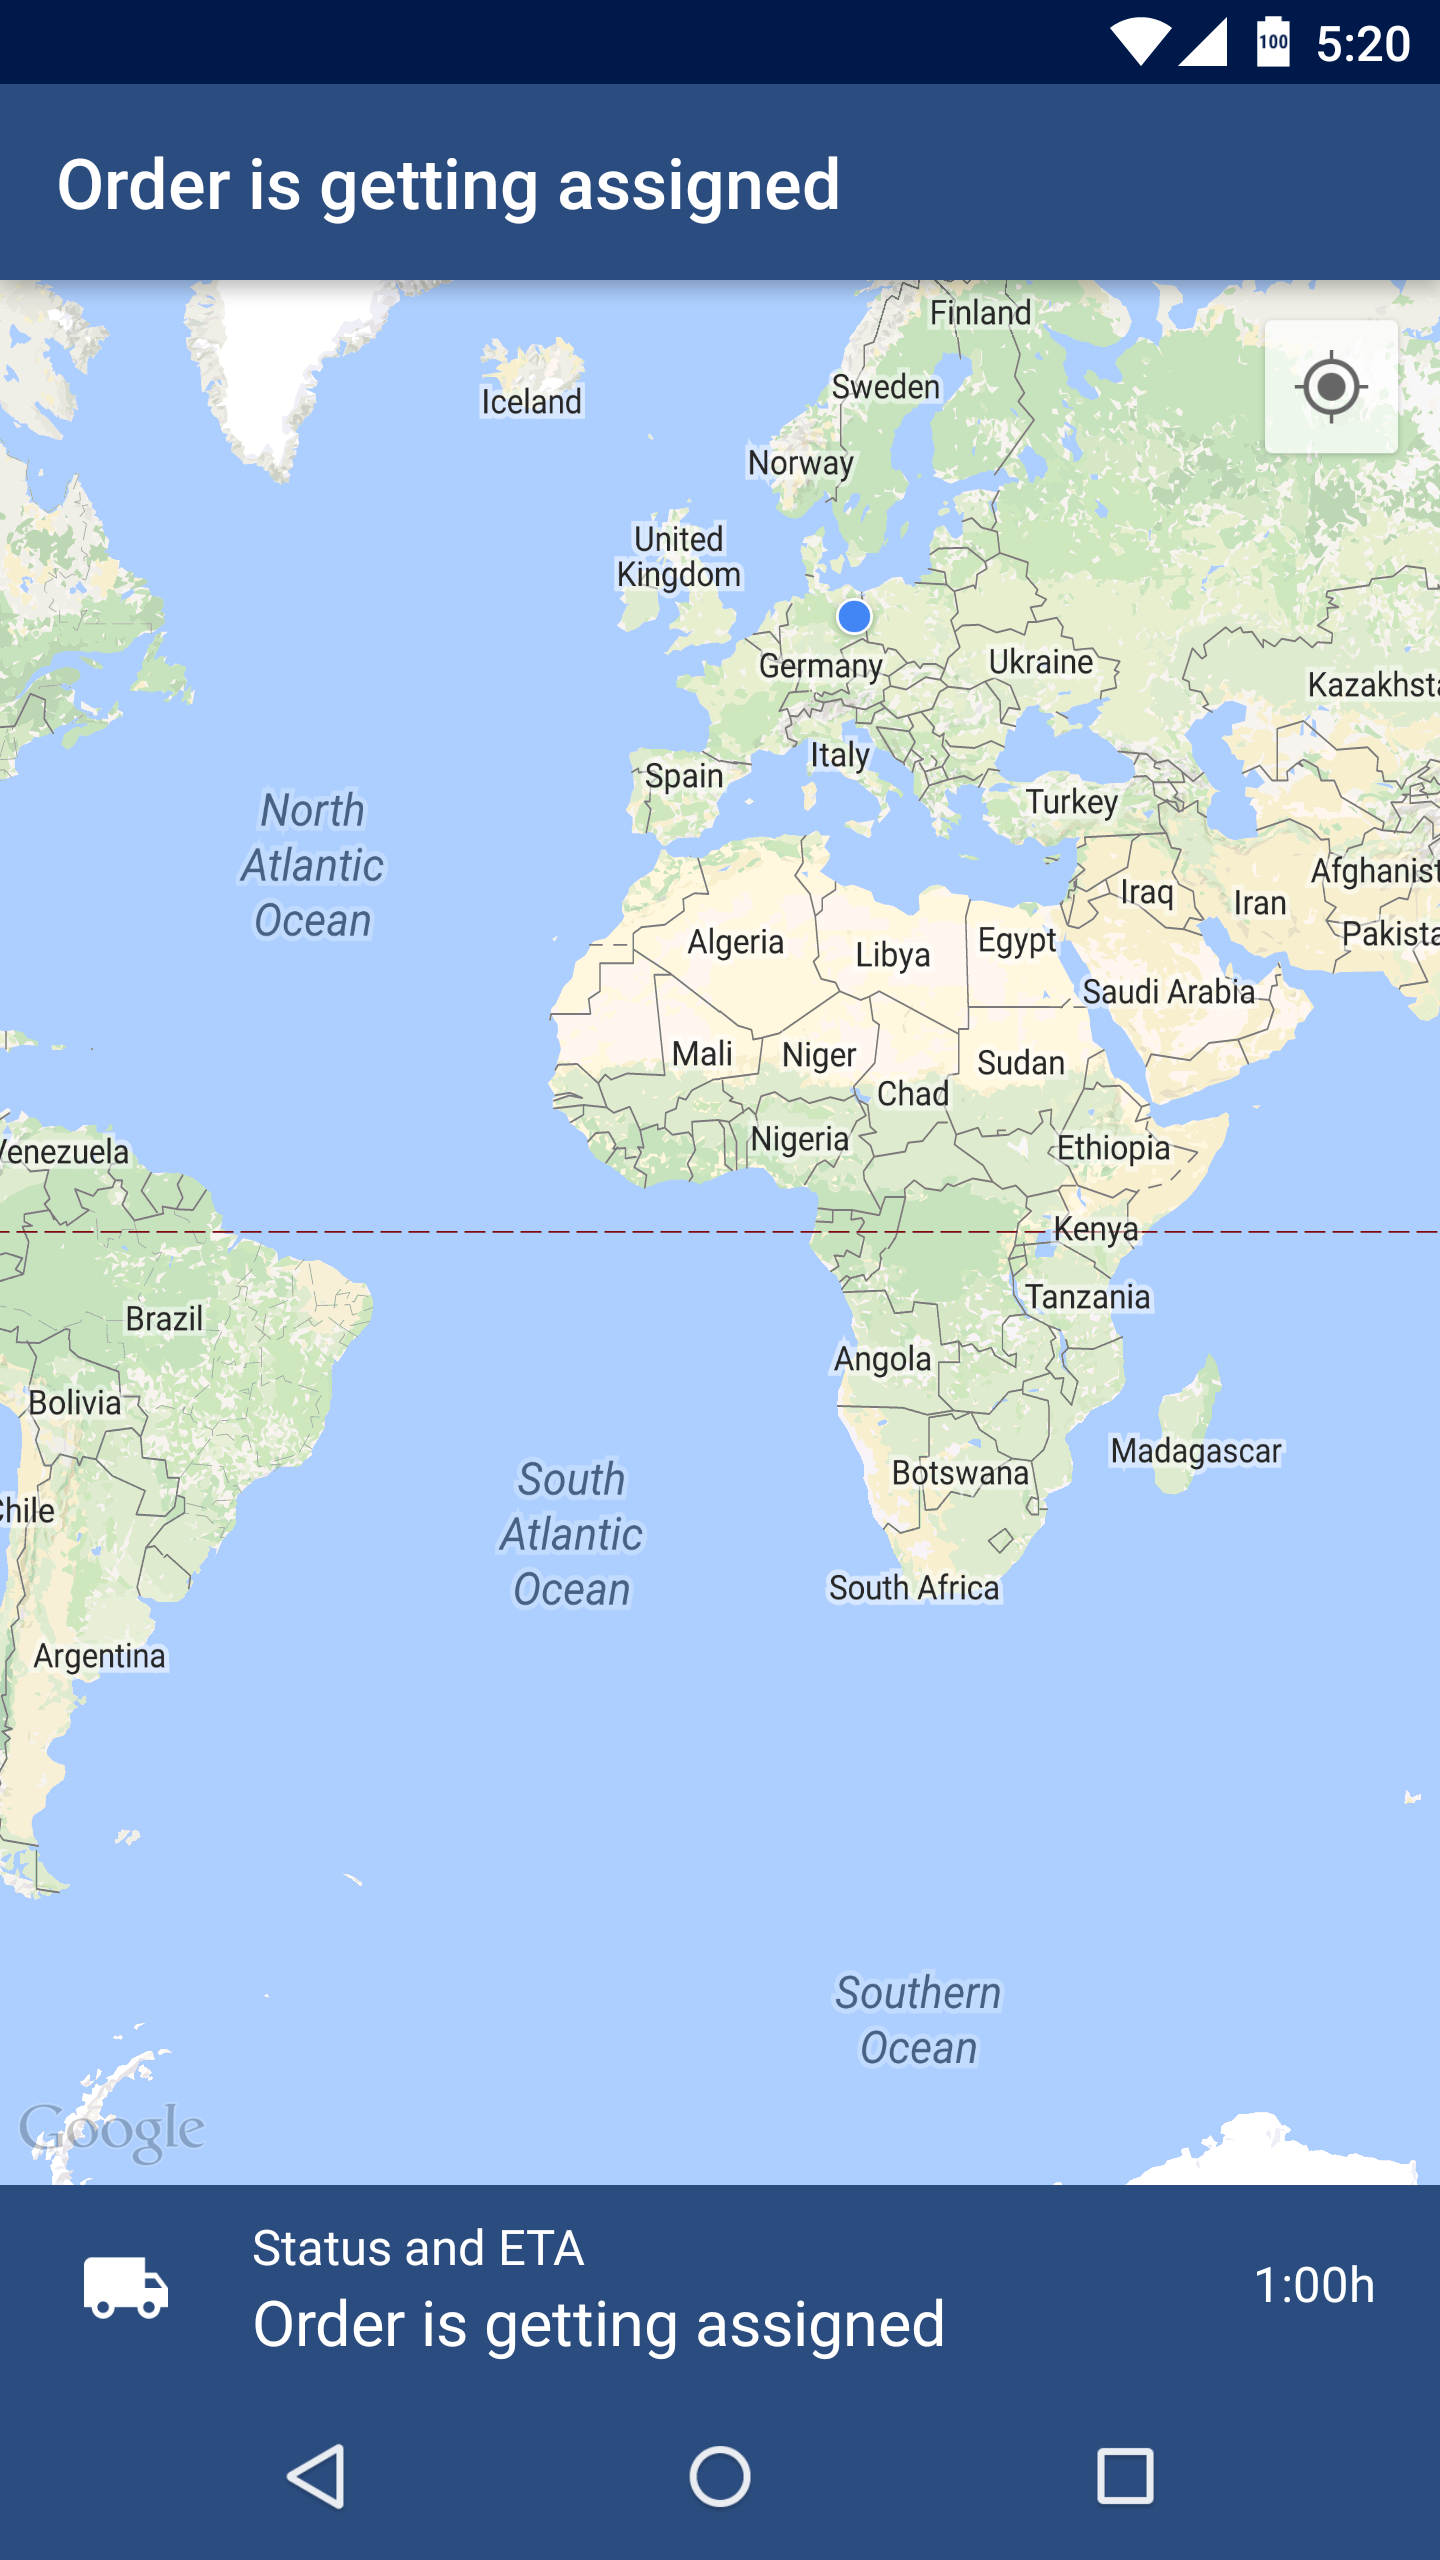 100 5:20
Order is getting assigned
Finland
Sweden
Iceland
Norway
United
Kingdom
Germany
Ukraine
Kazakhsta
Italy
Spain
Turkey
North
Atlantic
Ocean
Afghanist
Iraq
Iran
Pakista
Algeria
Libya
Egypt
Saudi Arabia
Mali
Niger
Sudan
Chad
Nigeria
Ethiopia
Venezuela
Kenya
Tanzania
Brazil
Angola
Bolivia
Madagascar
Botswana
South
Atlantic
Ocean
Chile
South Africa
Argentina
Southern
Ocean
Google
Status and ETA
Order is getting assigned
1:00h